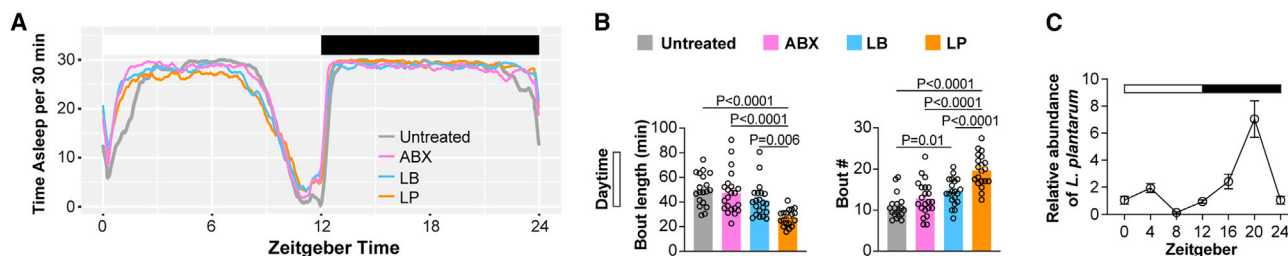 A
Time Asleep per 30 min
30
20
10
0
Untreated
ABX
LB
LP
0
6
12
18
24
Zeitgeber Time
B
Untreated
ABX
LB
LP
Daytime
Bout length (min)
100
80
60
40
20
0
P<0.0001
P<0.0001
P=0.006
Bout #
30
20
10
0
P<0.0001
P<0.0001
P=0.01
P<0.0001
C
Relative abundance
of L. plantarum
10
8
6
4
2
0
0 4 8 12 16 20 24
Zeitgeber